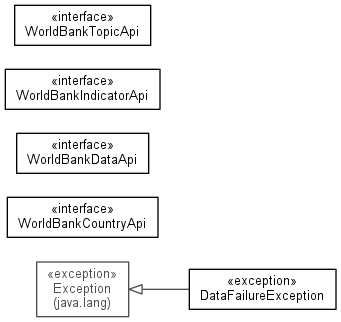 «interface»
WorldBankTopicApi
«interface»
WorldBankIndicatorApi
«interface»
WorldBankDataApi
«interface»
WorldBankCountryApi
«exception»
Exception
(java.lang)
«exception»
DataFailureException